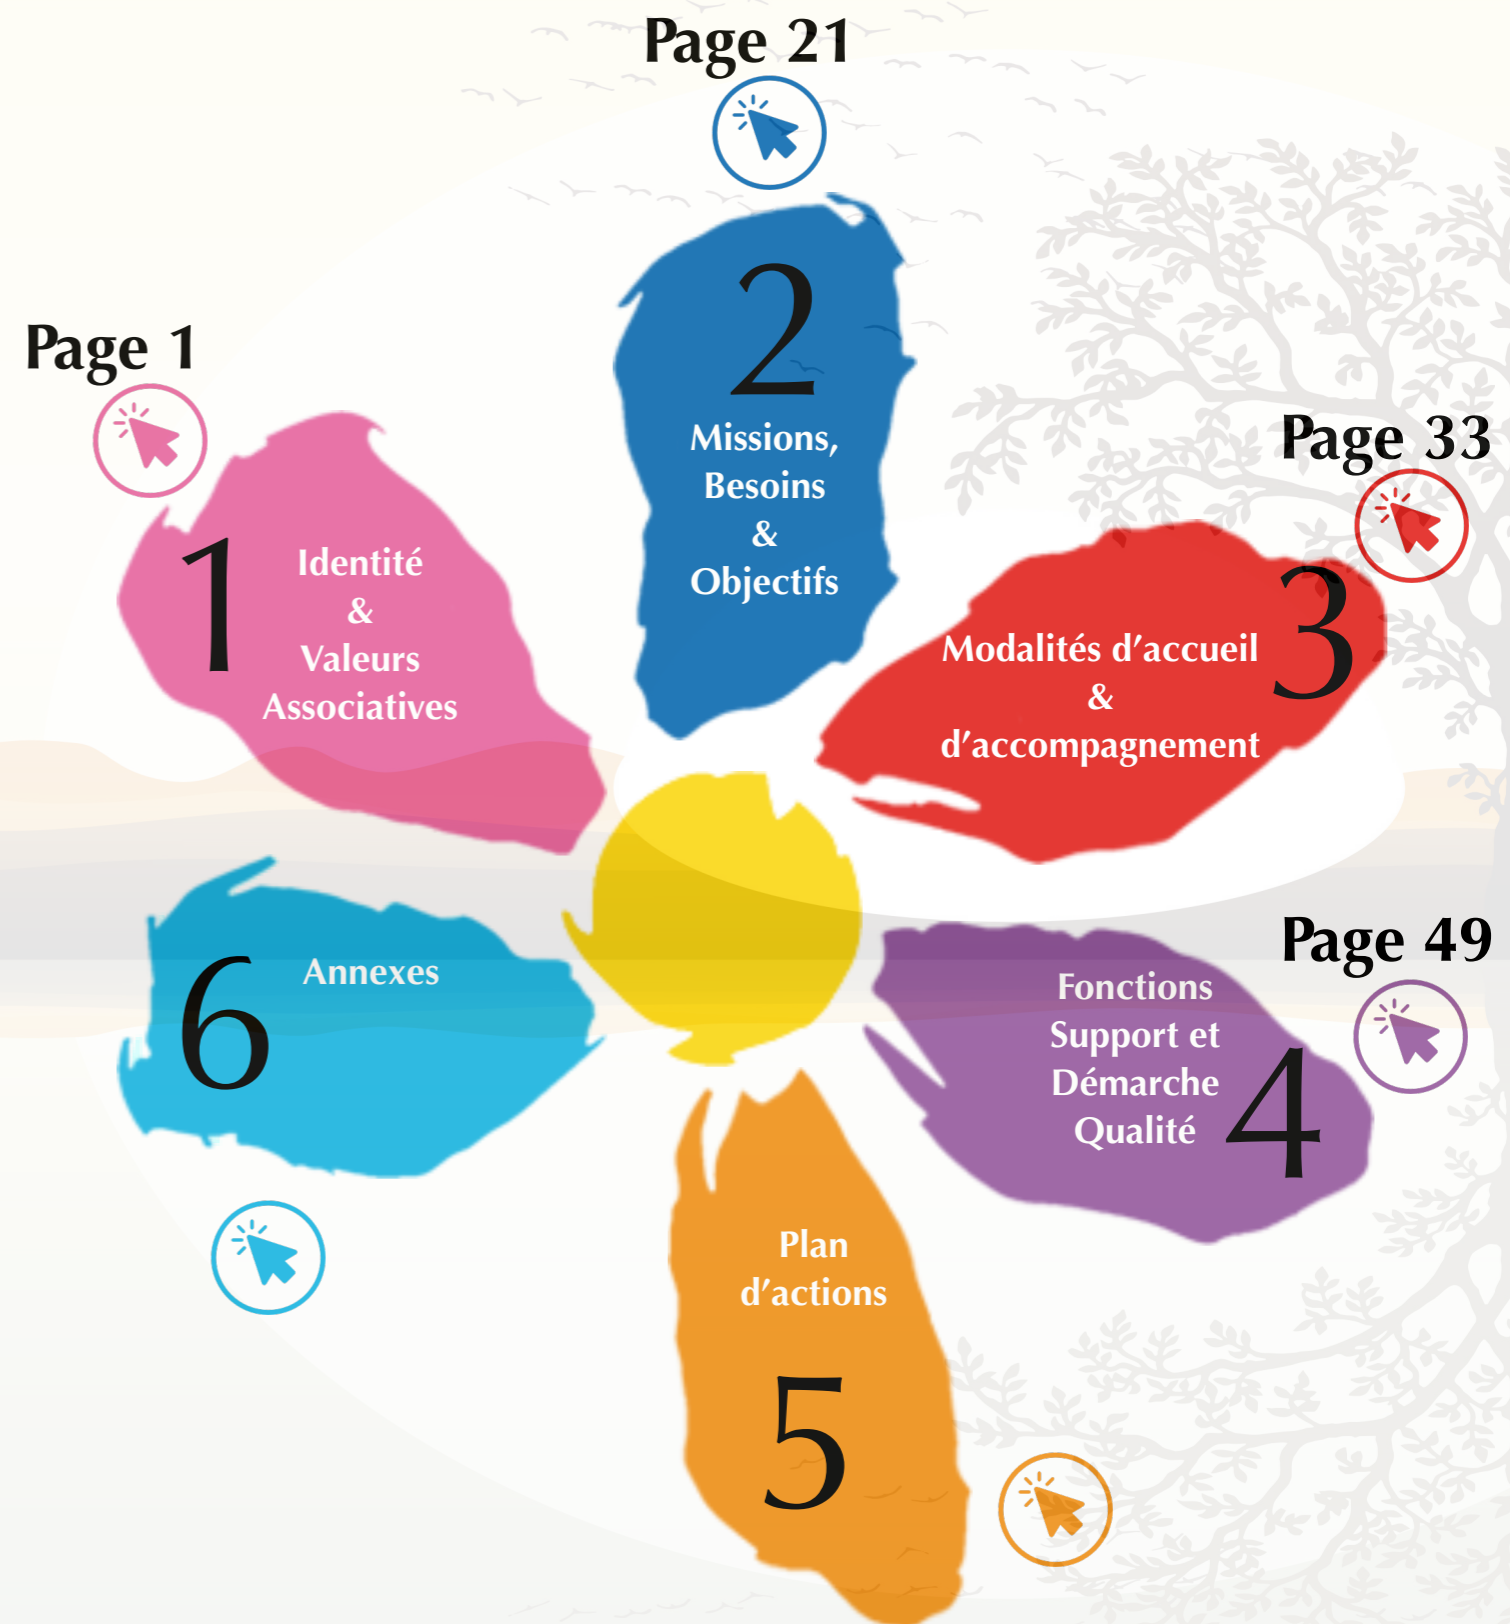 Page 1
1
Identité
&
Valeurs
Associatives
Page 21
2
Missions,
Besoins
&
Objectifs
Page 33
3
Modalités d’accueil
&
d’accompagnement
Page 49
Fonctions
Support et
Démarche
Qualité
4
Plan
d’actions
5
6
Annexes